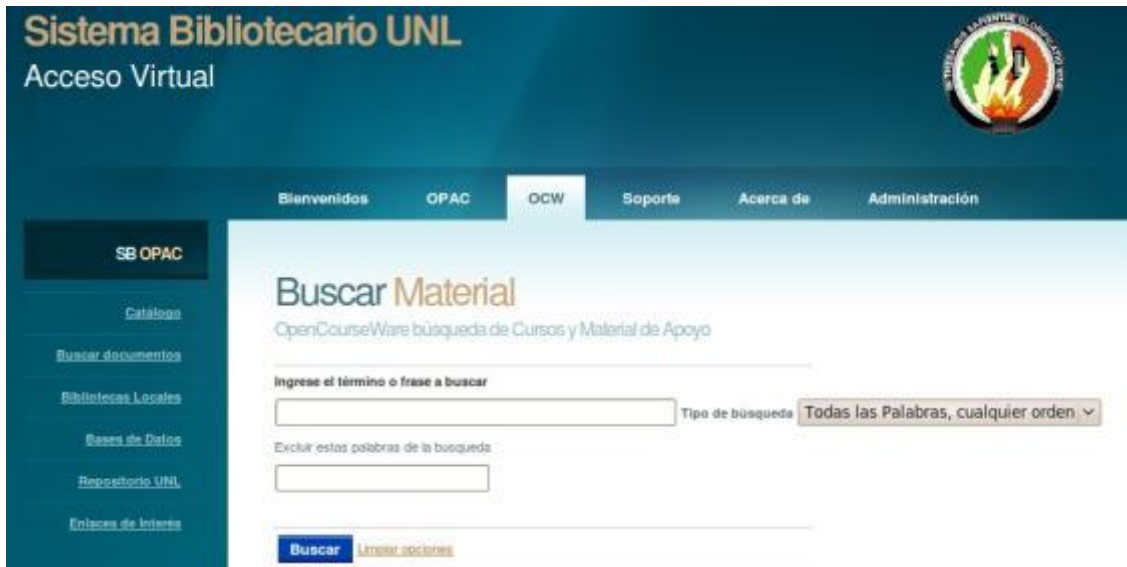 Sistema Bibliotecario UNL
Acceso Virtual
Bienvenidos OPAC OCW Soporte Acerca de Administración
SB OPAC
Catálogo
Buscar documentos
Bibliotecas Locales
Bases de Datos
Repositorio UNL
Enlaces de Interés
Buscar Material
OpenCourseWare búsqueda de Cursos y Material de Apoyo
Ingrese el término o frase a buscar
Tipo de búsqueda Todas las Palabras, cualquier orden
Excluir estas palabras de la busqueda
Buscar Limpiar opciones